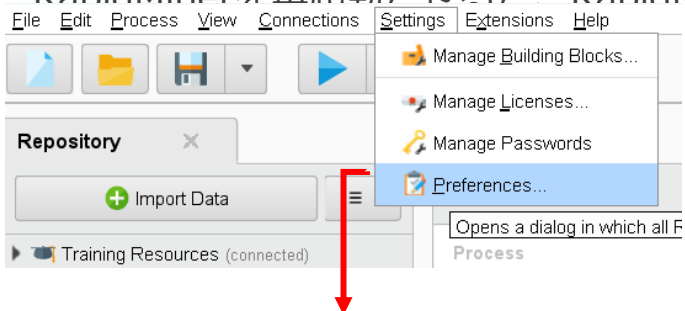 File Edit Process View Connections Settings Extensions Help
Manage Building Blocks...
Manage Licenses...
Repository
Manage Passwords
Import Data
Preferences...
Opens a dialog in which all R
Training Resources (connected)
Process